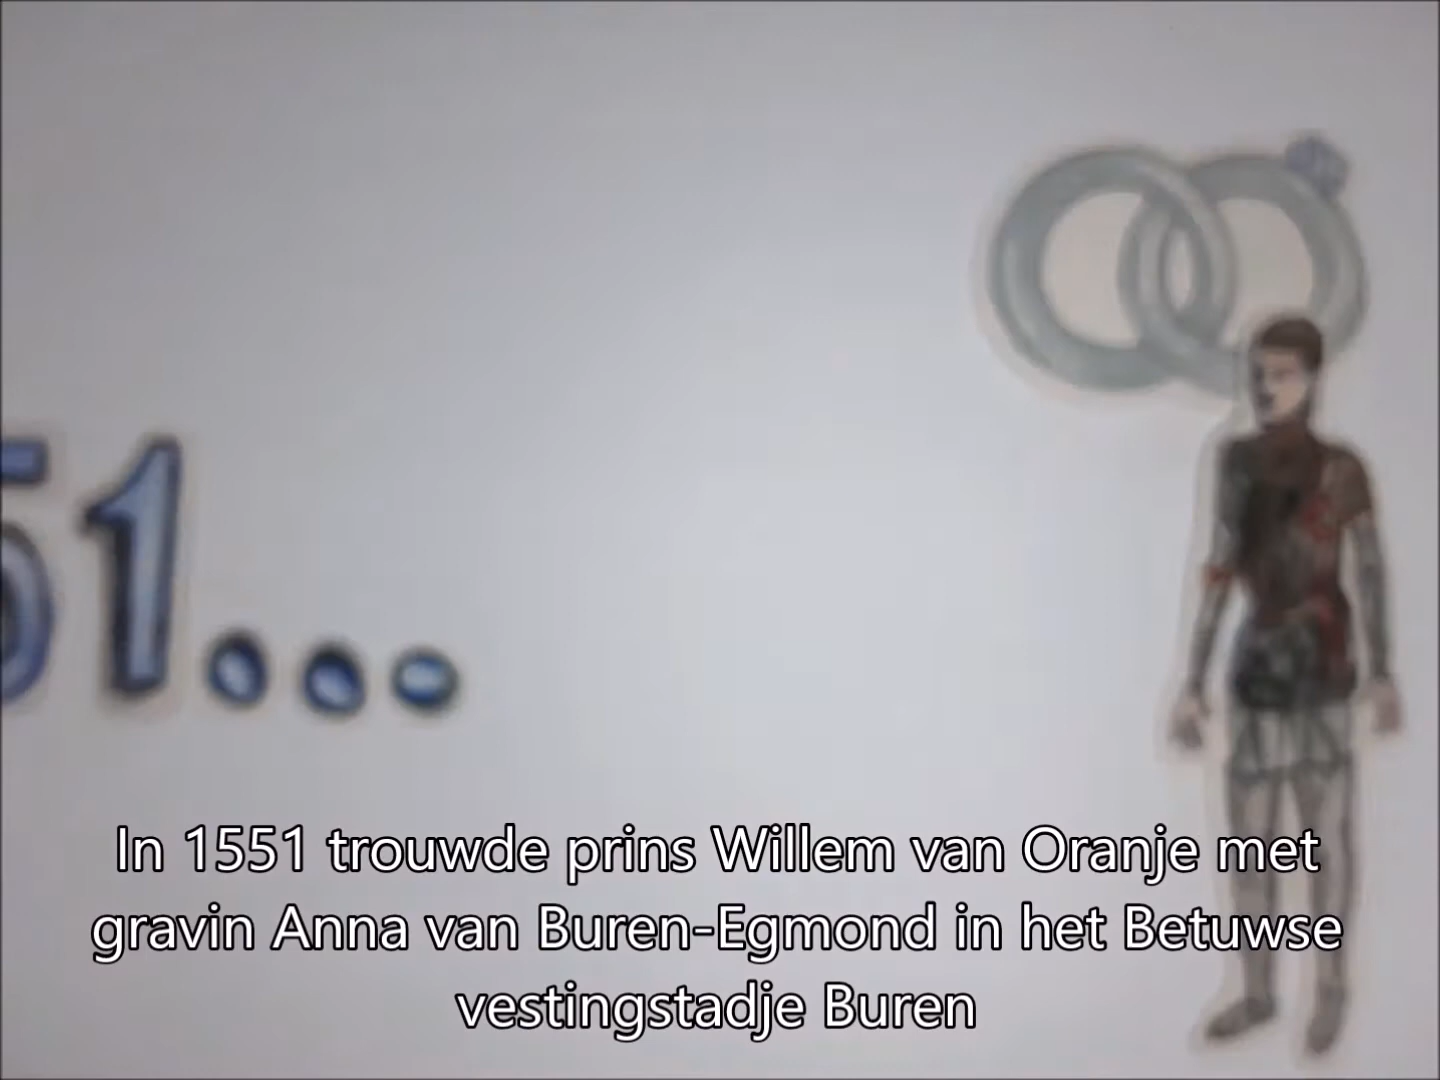 51...
In 1551 trouwde prins Willem van Oranje met
gravin Anna van Buren-Egmond in het Betuwse
vestingstadje Buren